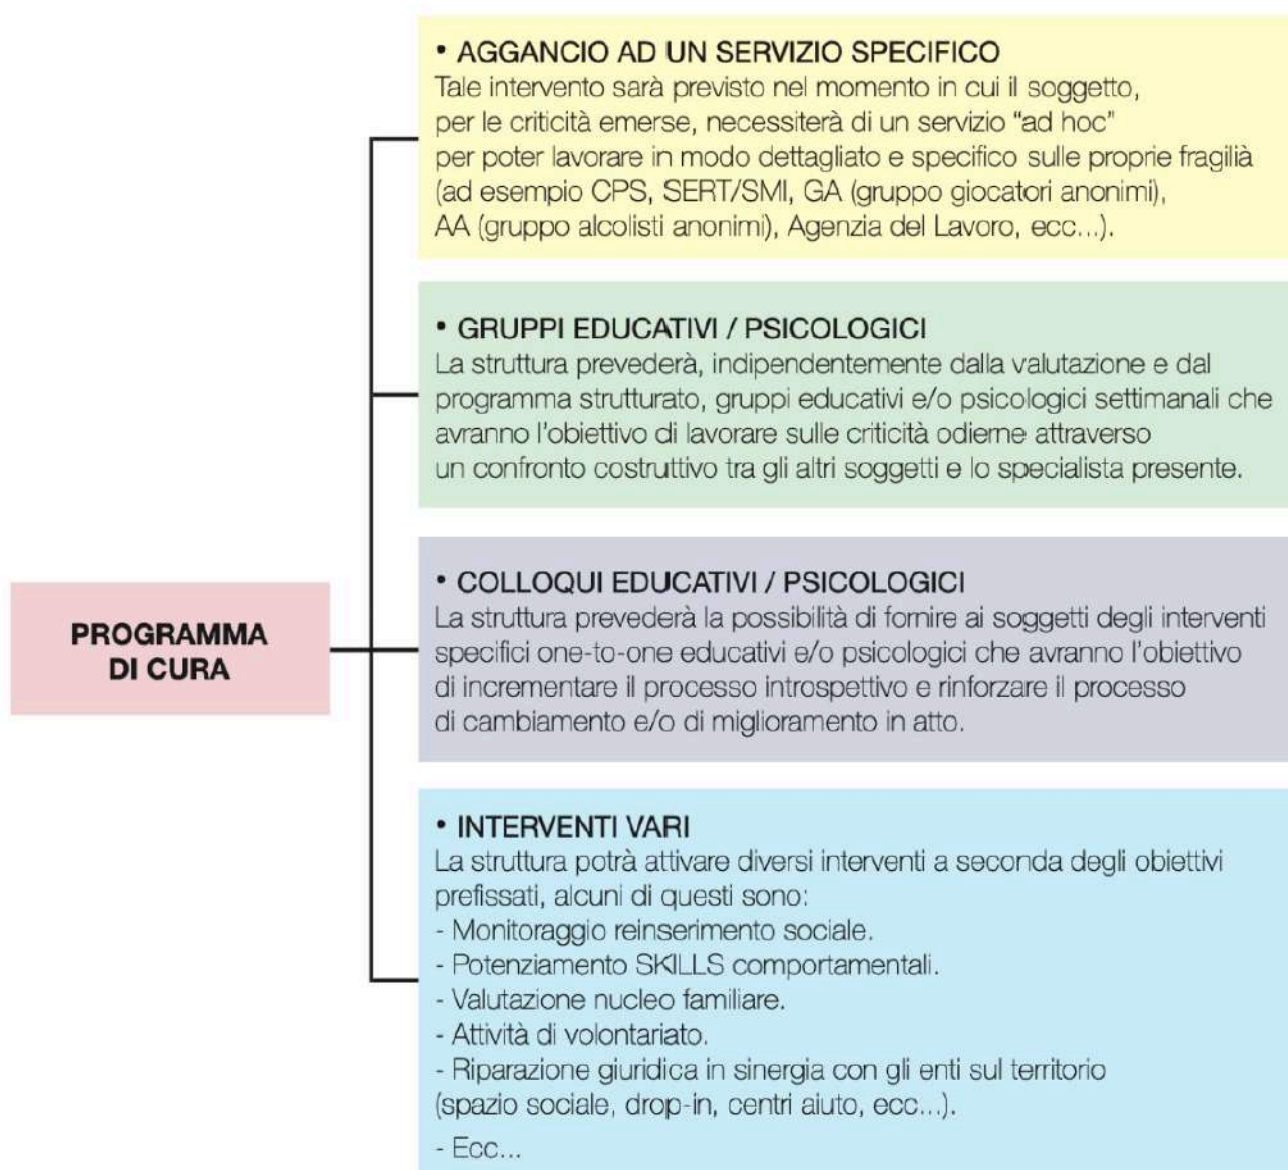 • AGGANCIO AD UN SERVIZIO SPECIFICO
Tale intervento sarà previsto nel momento in cui il soggetto,
per le criticità emerse, necessiterà di un servizio “ad hoc”
per poter lavorare in modo dettagliato e specifico sulle proprie fragilià
(ad esempio CPS, SERT/SMI, GA (gruppo giocatori anonimi),
AA (gruppo alcolisti anonimi), Agenzia del Lavoro, ecc...).
• GRUPPI EDUCATIVI / PSICOLOGICI
La struttura prevederà, indipendentemente dalla valutazione e dal
programma strutturato, gruppi educativi e/o psicologici settimanali che
avranno l’obiettivo di lavorare sulle criticità odierne attraverso
un confronto costruttivo tra gli altri soggetti e lo specialista presente.
PROGRAMMA
DI CURA
• COLLOQUI EDUCATIVI / PSICOLOGICI
La struttura prevederà la possibilità di fornire ai soggetti degli interventi
specifici one-to-one educativi e/o psicologici che avranno l’obiettivo
di incrementare il processo introspettivo e rinforzare il processo
di cambiamento e/o di miglioramento in atto.
• INTERVENTI VARI
La struttura potrà attivare diversi interventi a seconda degli obiettivi
prefissati, alcuni di questi sono:
- Monitoraggio reinserimento sociale.
- Potenziamento SKILLS comportamentali.
- Valutazione nucleo familiare.
- Attività di volontariato.
- Riparazione giuridica in sinergia con gli enti sul territorio
(spazio sociale, drop-in, centri aiuto, ecc...).
- Ecc...